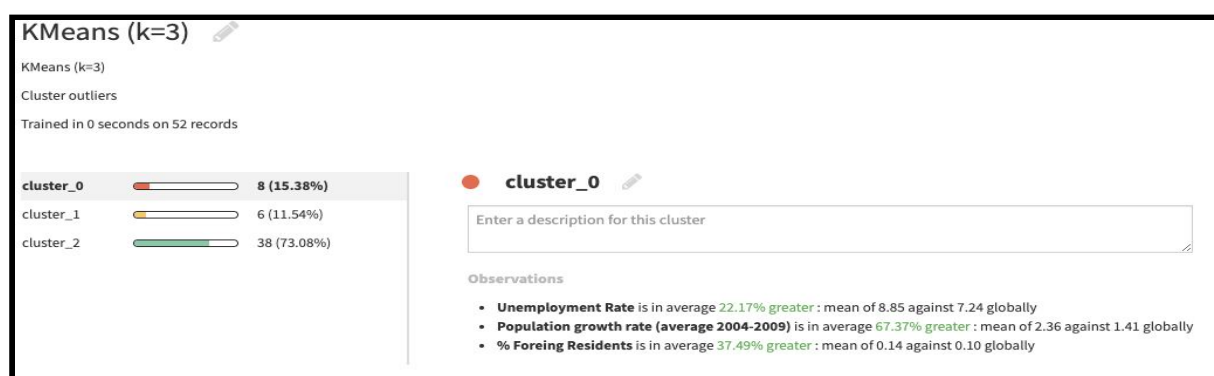 KMeans (k=3)
KMeans (k=3)
Cluster outliers
Trained in 0 seconds on 52 records
cluster_0 8 (15.38%)
cluster_1 6 (11.54%)
cluster_2 38 (73.08%)
cluster_0
Enter a description for this cluster
Observations
• Unemployment Rate is in average 22.17% greater : mean of 8.85 against 7.24 globally
• Population growth rate (average 2004-2009) is in average 67.37% greater : mean of 2.36 against 1.41 globally
• % Foreing Residents is in average 37.49% greater : mean of 0.14 against 0.10 globally